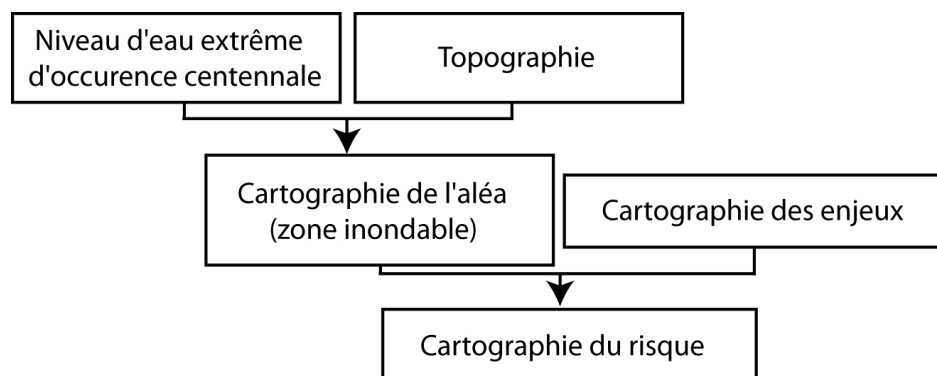 Niveau d'eau extrême
d'occurence centennale
Topographie
Cartographie de l'aléa
(zone inondable)
Cartographie des enjeux
Cartographie du risque